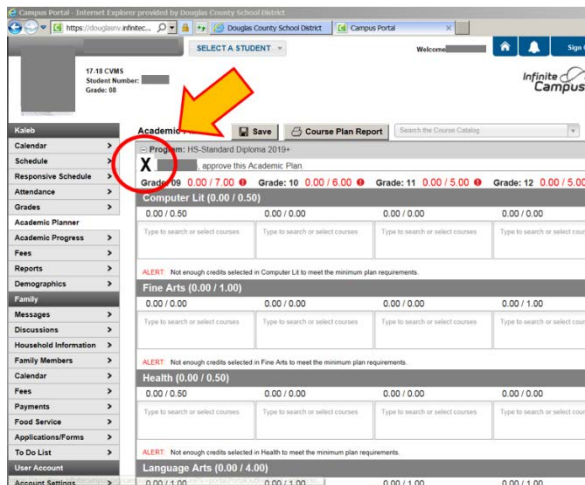 Campus Portal - Internet Explorer provided by Douglas County School District
https://douglasnv.infinitec...
Douglas County School District
Campus Portal
SELECT A STUDENT
Welcome
Sign
17-18 CVMS
Student Number:
Grade: 08
Infinite
Campus
Kaleb
Calendar
Schedule
Responsive Schedule
Attendance
Grades
Academic Planner
Academic Progress
Fees
Reports
Demographics
Family
Messages
Discussions
Household Information
Family Members
Calendar
Fees
Payments
Food Service
Applications/Forms
To Do List
User Account
Account Settings
Academic
Save
Course Plan Report
Search the Course Catalog
Program: HS-Standard Diploma 2019+
X , approve this Academic Plan.
Grade: 09 0.00 / 7.00 Grade: 10 0.00 / 6.00 Grade: 11 0.00 / 5.00 Grade: 12 0.00 / 5.00
Computer Lit (0.00 / 0.50)
0.00 / 0.50 0.00 / 0.00 0.00 / 0.00 0.00 / 0.00
Type to search or select courses Type to search or select courses Type to search or select courses Type to search or select cou
ALERT: Not enough credits selected in Computer Lit to meet the minimum plan requirements.
Fine Arts (0.00 / 1.00)
0.00 / 0.00 0.00 / 0.00 0.00 / 0.00 0.00 / 1.00
Type to search or select courses Type to search or select courses Type to search or select courses Type to search or select cou
ALERT: Not enough credits selected in Fine Arts to meet the minimum plan requirements.
Health (0.00 / 0.50)
0.00 / 0.50 0.00 / 0.00 0.00 / 0.00 0.00 / 0.00
Type to search or select courses Type to search or select courses Type to search or select courses Type to search or select cou
ALERT: Not enough credits selected in Health to meet the minimum plan requirements.
Language Arts (0.00 / 4.00)
0.00 / 1.00 0.00 / 1.00 0.00 / 1.00 0.00 / 1.00